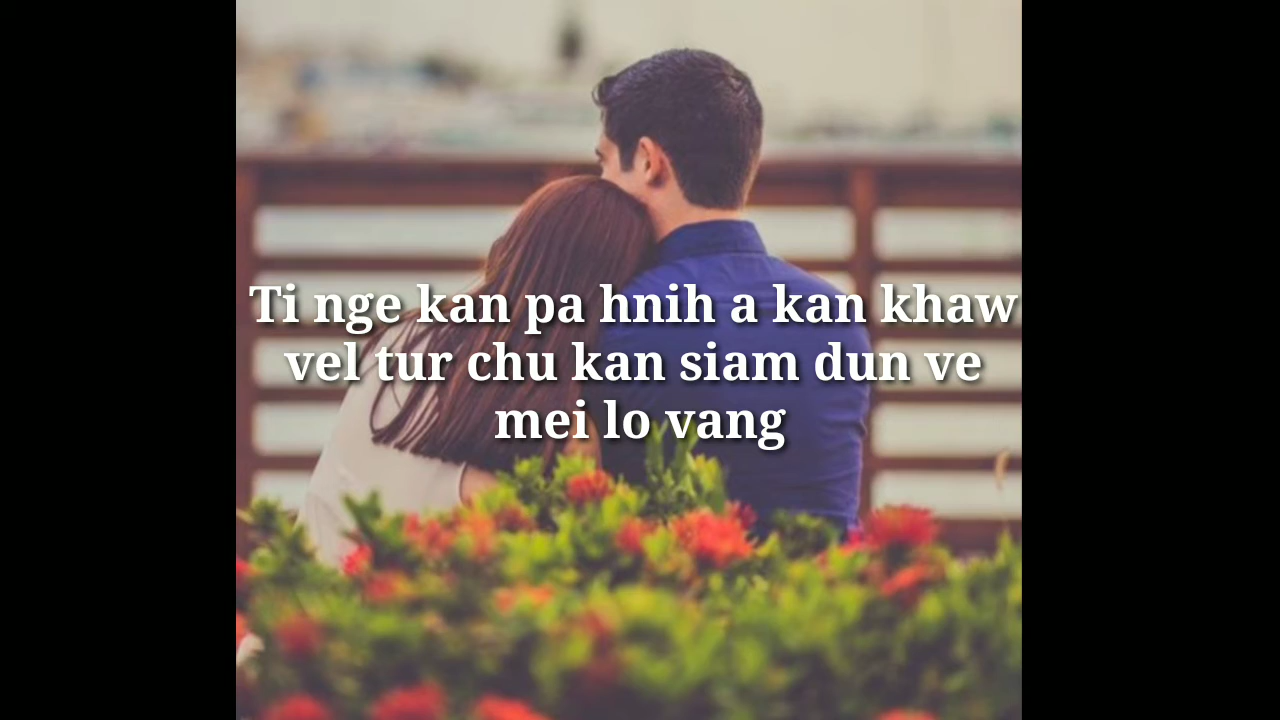 Ti nge kan pa hnih a kan khaw
vel tur chu kan siam dun ve
mei lo vang